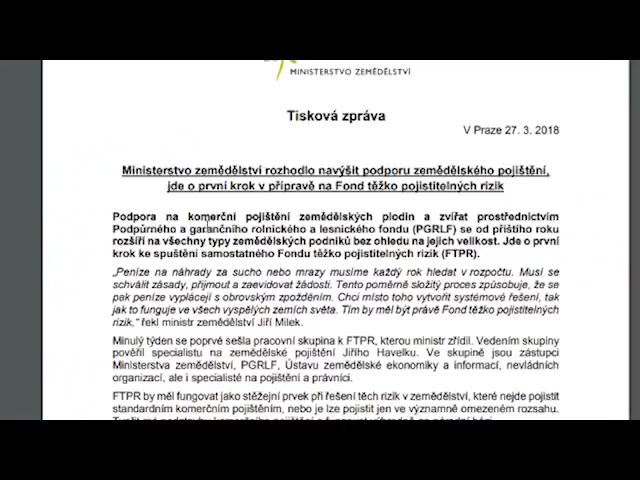 MINISTERSTVO ZEMĚDĚLSTVÍ
Tisková zpráva
V Praze 27. 3. 2018
Ministerstvo zemědělství rozhodlo navýšit podporu zemědělského pojištění,
jde o první krok v přípravě na Fond těžko pojistitelných rizik
Podpora na komerční pojištění zemědělských plodin a zvířat prostřednictvím
Podpůrného a garančního rolnického a lesnického fondu (PGRLF) se od příštího roku
rozšíří na všechny typy zemědělských podniků bez ohledu na jejich velikost. Jde o první
krok ke spuštění samostatného Fondu těžko pojistitelných rizik (FTPR).
„Peníze na náhrady za sucho nebo mrazy musíme každý rok hledat v rozpočtu. Musí se
schválit zásady, přijmout a zaevidovat žádosti. Tento poměrně složitý proces způsobuje, že se
pak peníze vyplácejí s obrovským zpožděním. Chci místo toho vytvořit systémové řešení, tak
jako to funguje ve všech vyspělých zemích světa. Tím by měl být právě Fond těžko pojistitelných
rizik,“ řekl ministr zemědělství Jiří Milek.
Minulý týden se poprvé sešla pracovní skupina k FTPR, kterou ministr zřídil. Vedením skupiny
pověřil specialistu na zemědělské pojištění Jiřího Havelku. Ve skupině jsou zástupci
Ministerstva zemědělství, PGRLF, Ústavu zemědělské ekonomiky a informací, nevládních
organizací, ale i specialisté na pojištění a právníci.
FTPR by měl fungovat jako stěžejní prvek při řešení těch rizik v zemědělství, které nejde pojistit
standardním komerčním pojištěním, nebo je lze pojistit jen ve významně omezeném rozsahu.